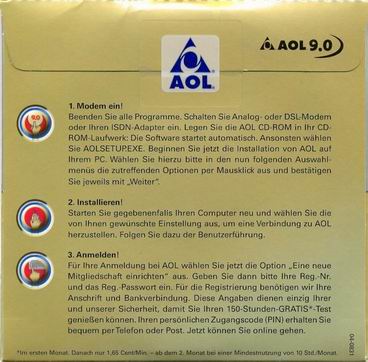 AOL 9.0
AOL®
1. Modem ein!
Beenden Sie alle Programme. Schalten Sie Analog- oder DSL-Modem
oder Ihren ISDN-Adapter ein. Legen Sie die AOL CD-ROM in Ihr CD-
ROM-Laufwerk: Die Software startet automatisch. Ansonsten wählen
Sie AOLSETUP.EXE. Beginnen Sie jetzt die Installation von AOL auf
Ihrem PC. Wählen Sie hierzu bitte in den nun folgenden Auswahl-
menüs die zutreffenden Optionen per Mausklick aus und bestätigen
Sie jeweils mit „Weiter“.
2. Installieren!
Starten Sie gegebenenfalls Ihren Computer neu und wählen Sie die
von Ihnen gewünschte Einstellung aus, um eine Verbindung zu AOL
herzustellen. Folgen Sie dazu der Benutzerführung.
3. Anmelden!
Für Ihre Anmeldung bei AOL wählen Sie jetzt die Option „Eine neue
Mitgliedschaft einrichten“ aus. Geben Sie dann bitte Ihre Reg.-Nr.
und das Reg.-Passwort ein. Für die Registrierung benötigen wir Ihre
Anschrift und Bankverbindung. Diese Angaben dienen einzig Ihrer
und unserer Sicherheit, damit Sie Ihren 150-Stunden-GRATIS*-Test
genießen können. Ihren persönlichen Zugangscode (PIN) erhalten Sie
bequem per Telefon oder Post. Jetzt können Sie online gehen.
*Im ersten Monat. Danach nur 1,65 Cent/Min. – ab dem 2. Monat bei einer Mindestnutzung von 10 Std./Monat.